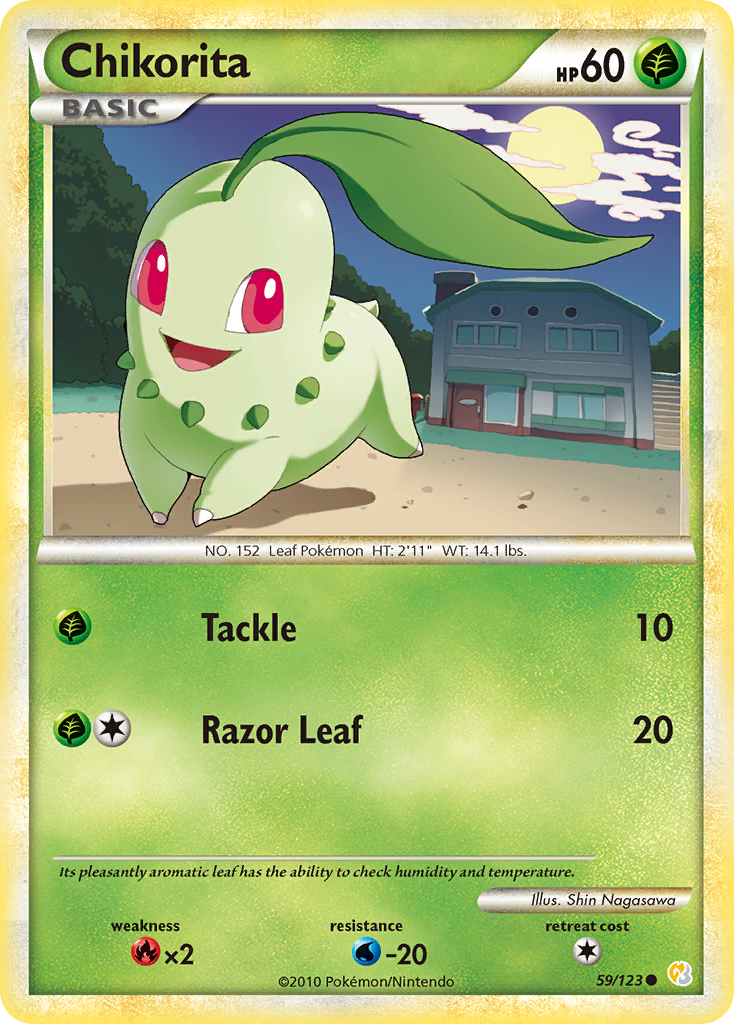 Chikorita
HP60
BASIC
NO. 152 Leaf Pokémon HT: 2'11" WT: 14.1 lbs.
Tackle 10
Razor Leaf 20
Its pleasantly aromatic leaf has the ability to check humidity and temperature.
Illus. Shin Nagasawa
weakness resistance retreat cost
×2 -20
©2010 Pokémon/Nintendo 59/123